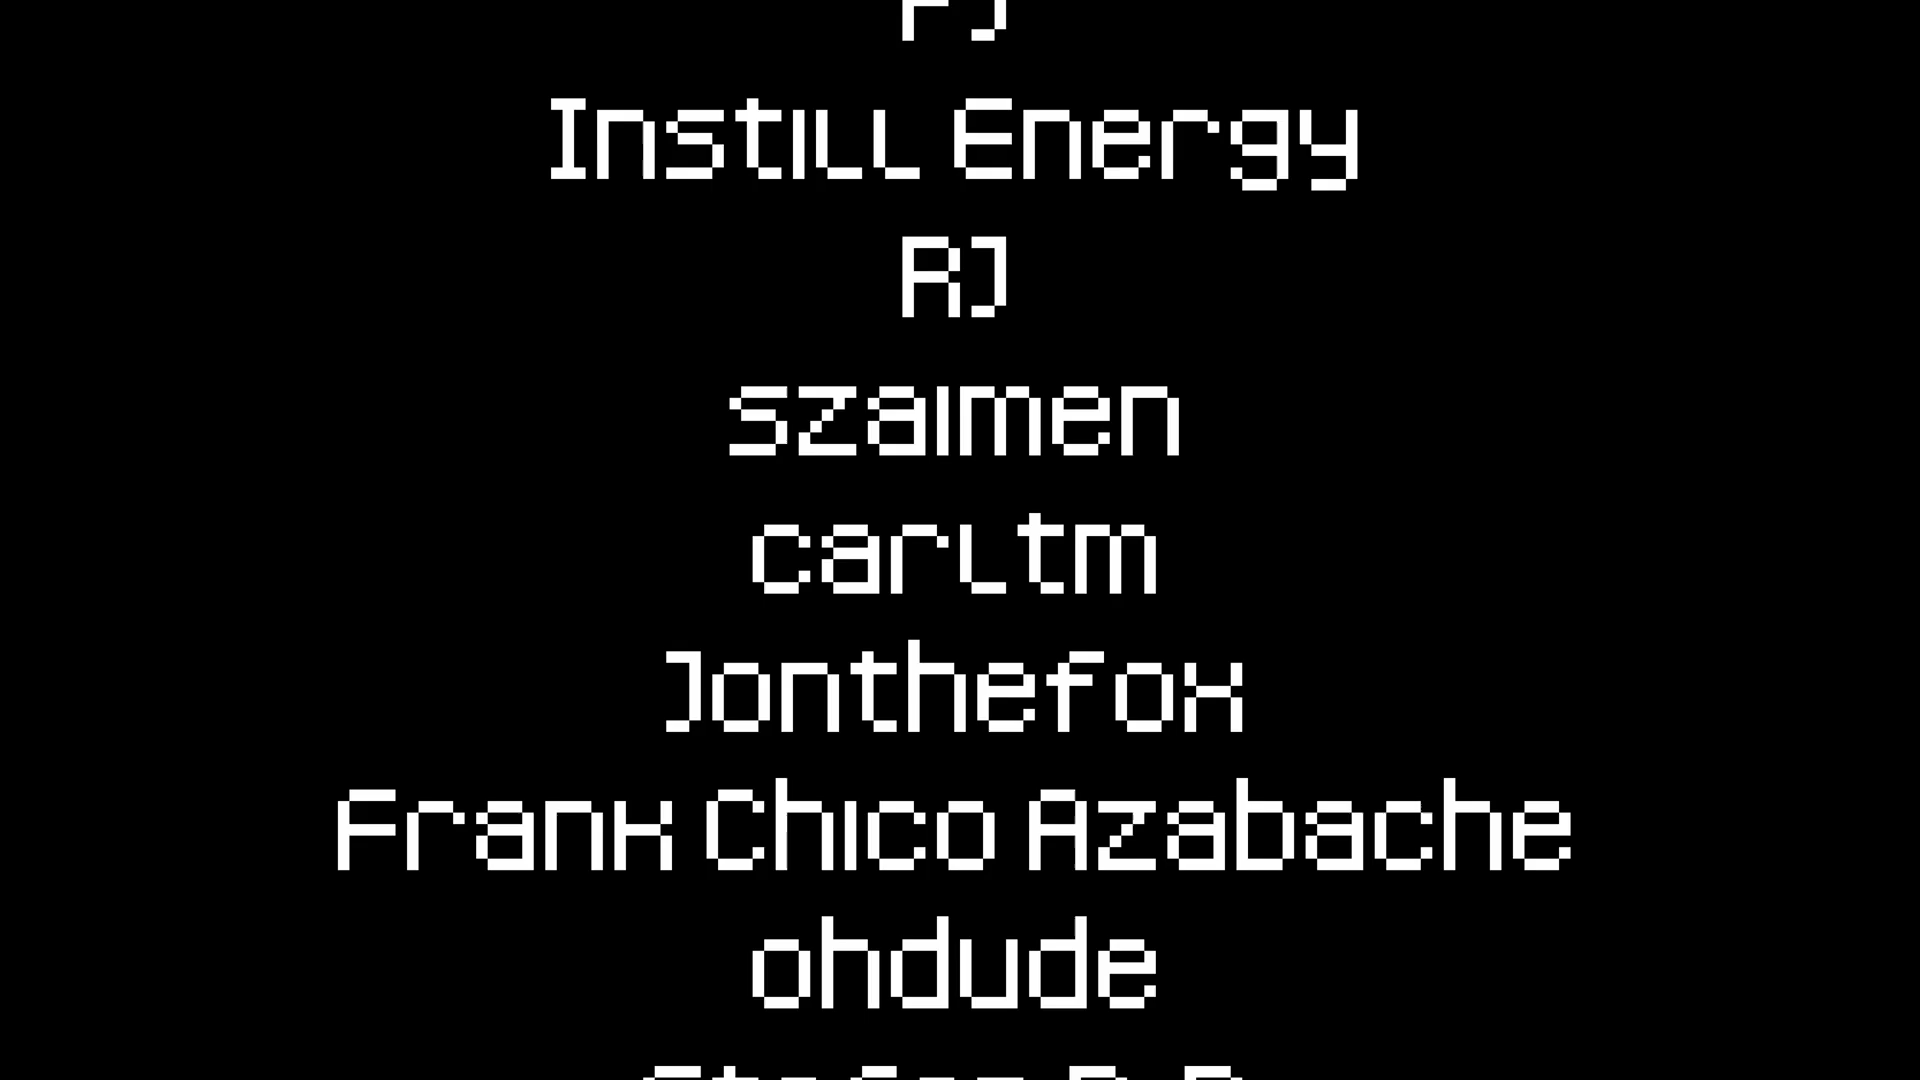 Instill Energy
RJ
szaimen
carltm
Jonthefox
Frank Chico Azabache
ohdude